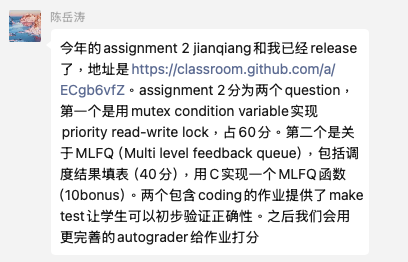 陈岳涛
今年的assignment 2 jianqiang和我已经release
了，地址是https://classroom.github.com/a/
ECgb6vfZ。assignment 2分为两个question，
第一个是用mutex condition variable实现
priority read-write lock，占60分。第二个是关
于MLFQ (Multi level feedback queue)，包括调
度结果填表 (40分)，用C实现一个MLFQ函数
(10bonus)。两个包含coding的作业提供了make
test让学生可以初步验证正确性。之后我们会用
更完善的autograder给作业打分